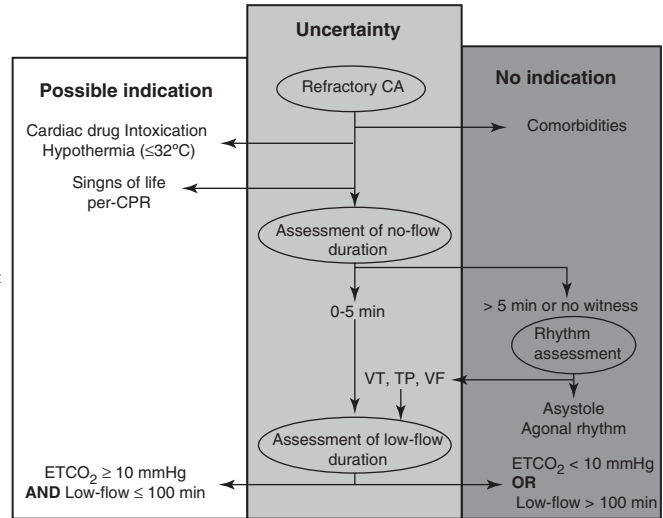 Uncertainty
Possible indication
No indication
Refractory CA
Cardiac drug Intoxication
Hypothermia (≤32°C)
Comorbidities
Singns of life
per-CPR
Assessment of no-flow
duration
0-5 min
> 5 min or no witness
Rhythm
assessment
VT, TP, VF
Asystole
Agonal rhythm
Assessment of low-flow
duration
ETCO₂ ≥ 10 mmHg
AND Low-flow ≤ 100 min
ETCO₂ < 10 mmHg
OR
Low-flow > 100 min